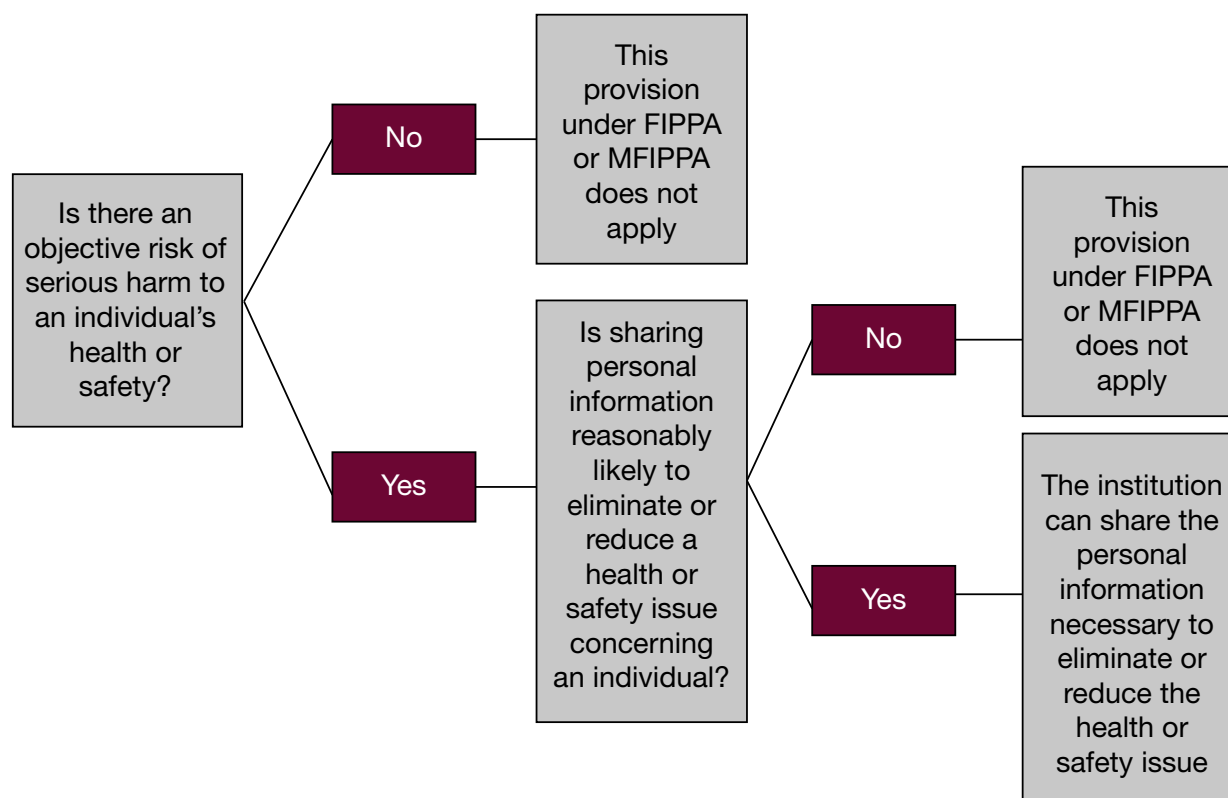 Is there an
objective risk of
serious harm to
an individual’s
health or
safety?
No
This
provision
under FIPPA
or MFIPPA
does not
apply
Yes
Is sharing
personal
information
reasonably
likely to
eliminate or
reduce a
health or
safety issue
concerning
an individual?
No
This
provision
under FIPPA
or MFIPPA
does not
apply
Yes
The institution
can share the
personal
information
necessary to
eliminate or
reduce the
health or
safety issue